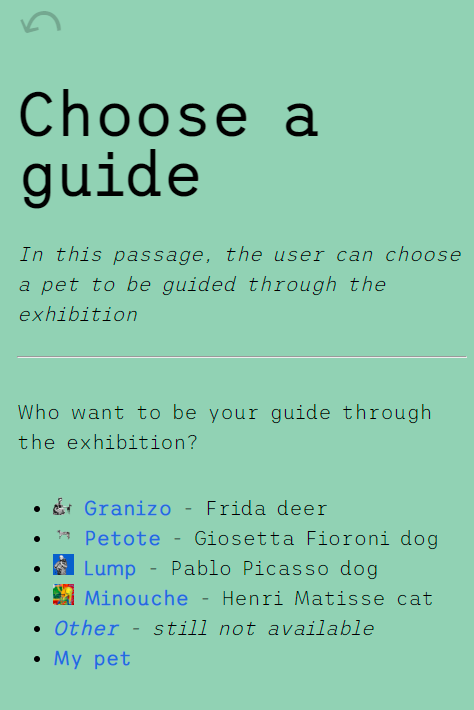 Choose a
guide
In this passage, the user can choose
a pet to be guided through the
exhibition
Who want to be your guide through
the exhibition?
Granizo - Frida deer
Petote - Giosetta Fioroni dog
Lump - Pablo Picasso dog
Minouche - Henri Matisse cat
Other - still not available
My pet